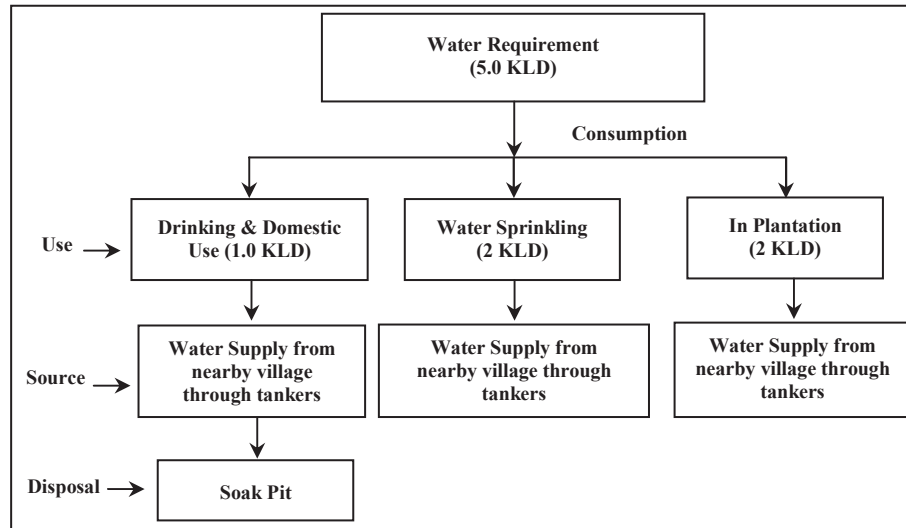 Water Requirement
(5.0 KLD)
Consumption
Use
Drinking & Domestic
Use (1.0 KLD)
Water Sprinkling
(2 KLD)
In Plantation
(2 KLD)
Source
Water Supply from
nearby village
through tankers
Water Supply from
nearby village through
tankers
Water Supply from
nearby village through
tankers
Disposal
Soak Pit